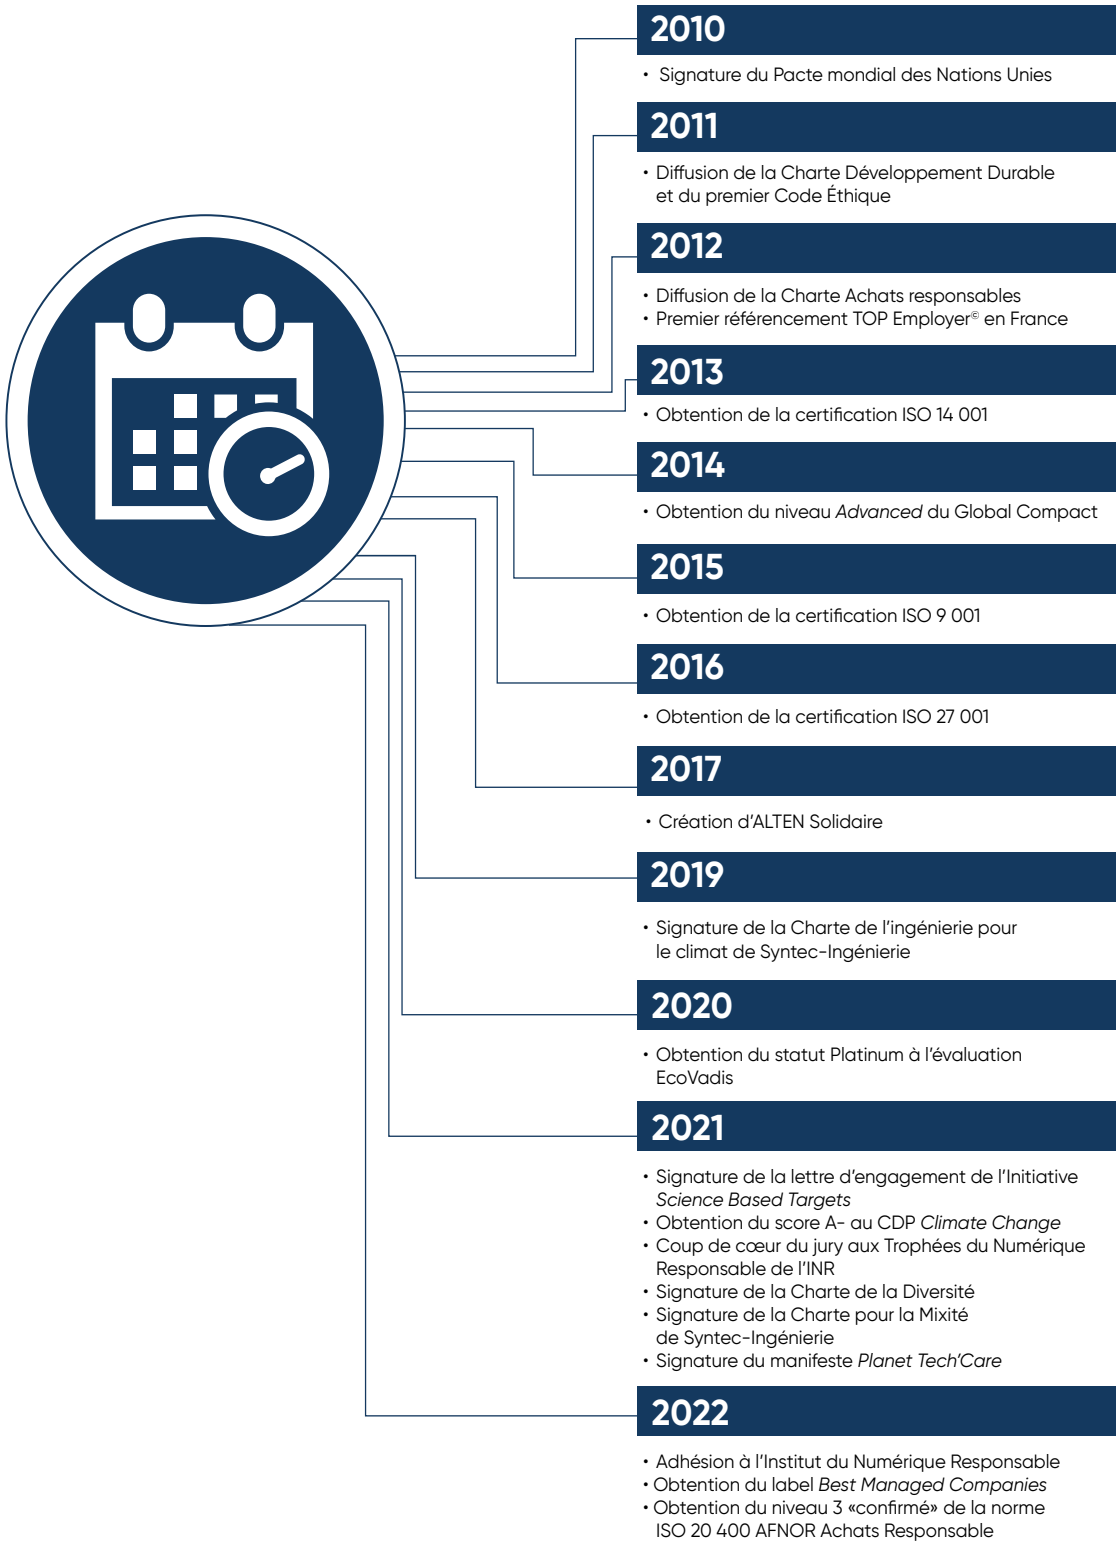 2010
• Signature du Pacte mondial des Nations Unies
2011
• Diffusion de la Charte Développement Durable
et du premier Code Éthique
2012
• Diffusion de la Charte Achats responsables
• Premier référencement TOP Employer© en France
2013
• Obtention de la certification ISO 14 001
2014
• Obtention du niveau Advanced du Global Compact
2015
• Obtention de la certification ISO 9 001
2016
• Obtention de la certification ISO 27 001
2017
• Création d’ALTEN Solidaire
2019
• Signature de la Charte de l’ingénierie pour
le climat de Syntec-Ingénierie
2020
• Obtention du statut Platinum à l’évaluation
EcoVadis
2021
• Signature de la lettre d’engagement de l’Initiative
Science Based Targets
• Obtention du score A- au CDP Climate Change
• Coup de cœur du jury aux Trophées du Numérique
Responsable de l’INR
• Signature de la Charte de la Diversité
• Signature de la Charte pour la Mixité
de Syntec-Ingénierie
• Signature du manifeste Planet Tech’Care
2022
• Adhésion à l’Institut du Numérique Responsable
• Obtention du label Best Managed Companies
• Obtention du niveau 3 «confirmé» de la norme
ISO 20 400 AFNOR Achats Responsable